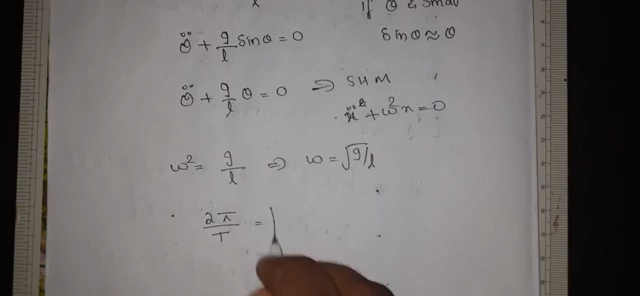 If θ is small
θ̈ + g/l sinθ = 0 sinθ ≈ θ
θ̈ + g/l θ = 0 ⇒ SHM
ẍ + ω²x = 0
ω² = g/l ⇒ ω = √g/l
2π/T =